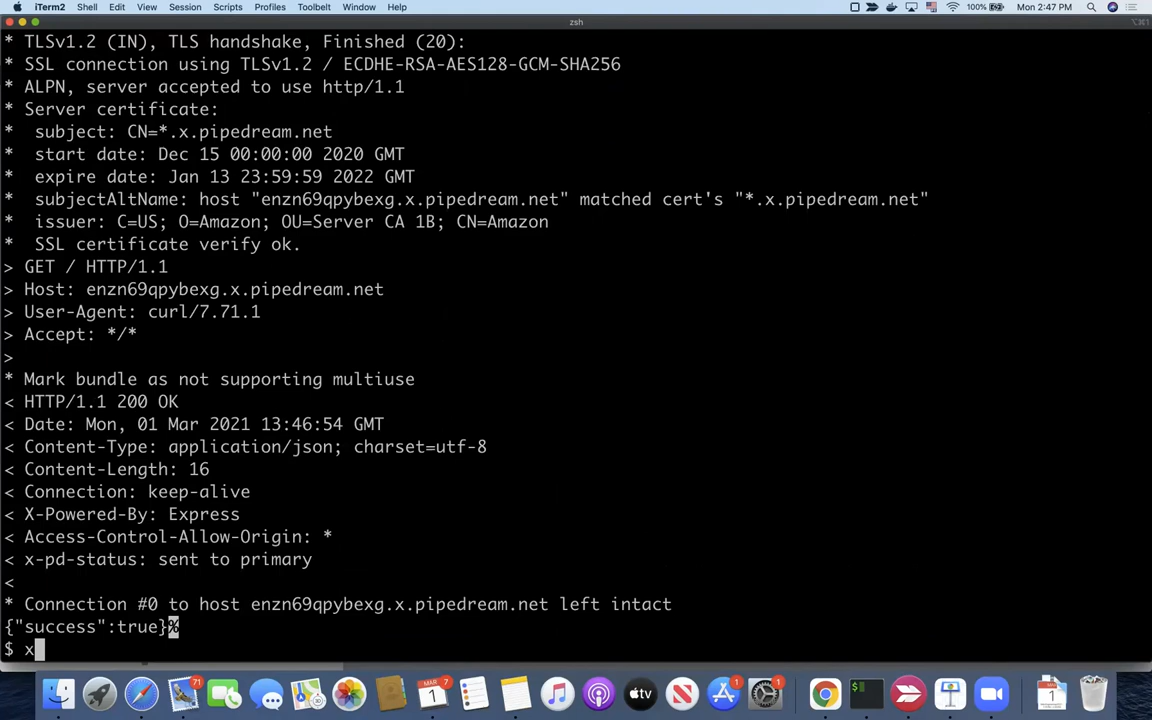 iTerm2 Shell Edit View Session Scripts Profiles Toolbelt Window Help 100% Mon 2:47 PM
zsh ⌥⌘1
* TLSv1.2 (IN), TLS handshake, Finished (20):
* SSL connection using TLSv1.2 / ECDHE-RSA-AES128-GCM-SHA256
* ALPN, server accepted to use http/1.1
* Server certificate:
*  subject: CN=*.x.pipedream.net
*  start date: Dec 15 00:00:00 2020 GMT
*  expire date: Jan 13 23:59:59 2022 GMT
*  subjectAltName: host "enzn69qpybexg.x.pipedream.net" matched cert's "*.x.pipedream.net"
*  issuer: C=US; O=Amazon; OU=Server CA 1B; CN=Amazon
*  SSL certificate verify ok.
> GET / HTTP/1.1
> Host: enzn69qpybexg.x.pipedream.net
> User-Agent: curl/7.71.1
> Accept: */*
>
* Mark bundle as not supporting multiuse
< HTTP/1.1 200 OK
< Date: Mon, 01 Mar 2021 13:46:54 GMT
< Content-Type: application/json; charset=utf-8
< Content-Length: 16
< Connection: keep-alive
< X-Powered-By: Express
< Access-Control-Allow-Origin: *
< x-pd-status: sent to primary
<
* Connection #0 to host enzn69qpybexg.x.pipedream.net left intact
{"success":true}%
$ x
71 MAR 1 7 tv 1 1 $